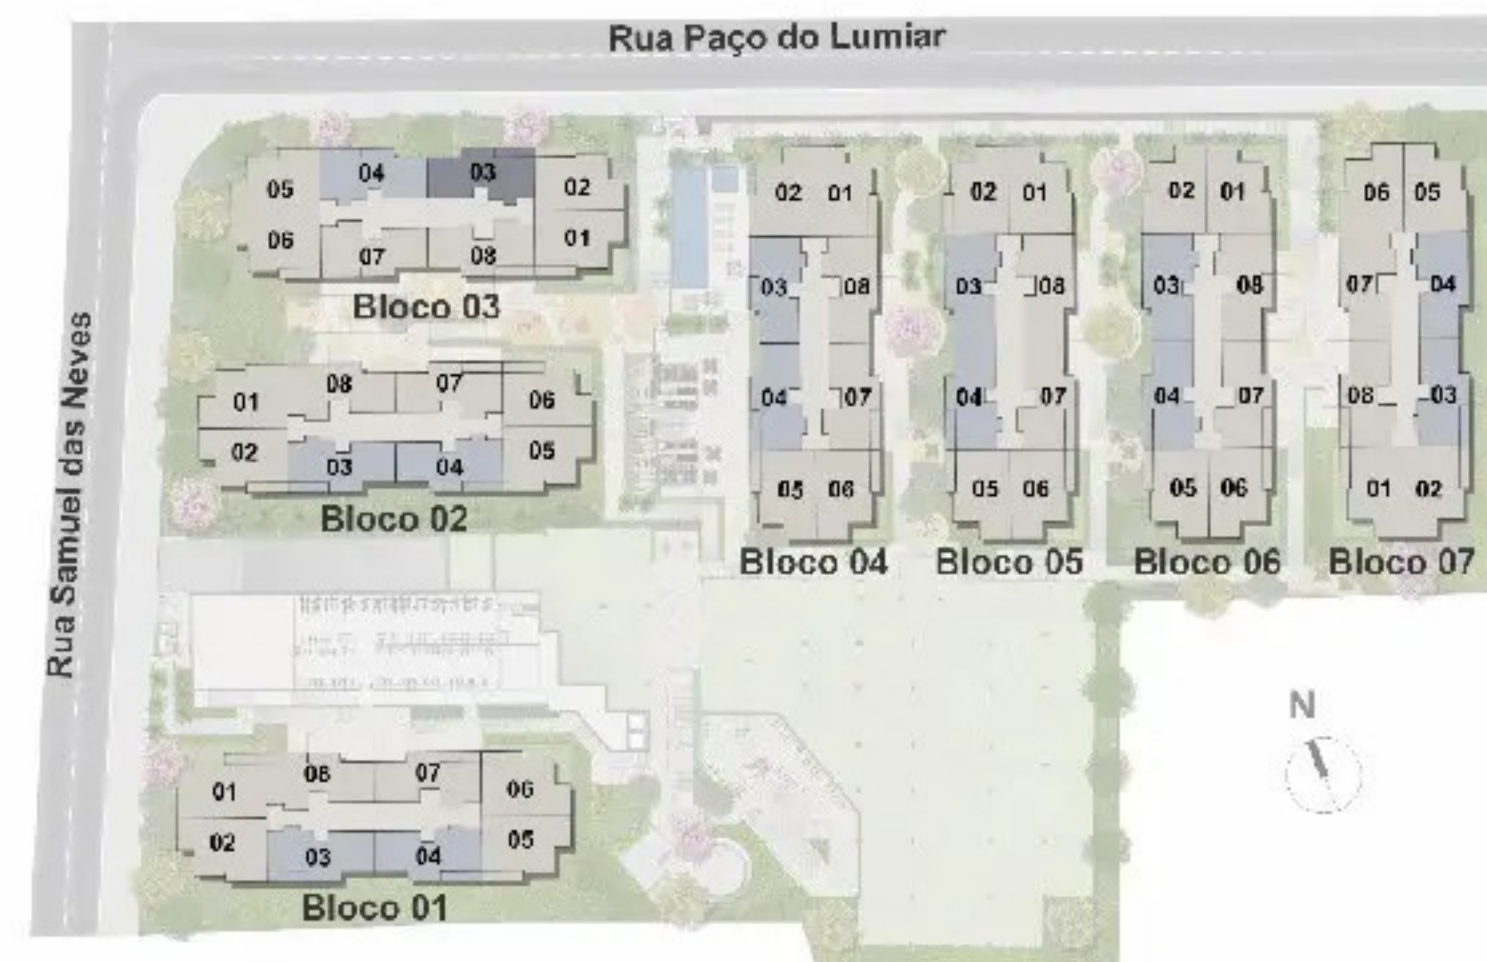 Rua Paço do Lumiar
Rua Samuel das Neves
04 03
05 02
06 01
07 08
Bloco 03
08 07
01 06
02 05
03 04
Bloco 02
02 01
03 08
04 07
05 06
Bloco 04
02 01
03 08
04 07
05 06
Bloco 05
02 01
03 08
04 07
05 06
Bloco 06
06 05
07 04
08 03
01 02
Bloco 07
N
08 07
01 06
02 05
03 04
Bloco 01